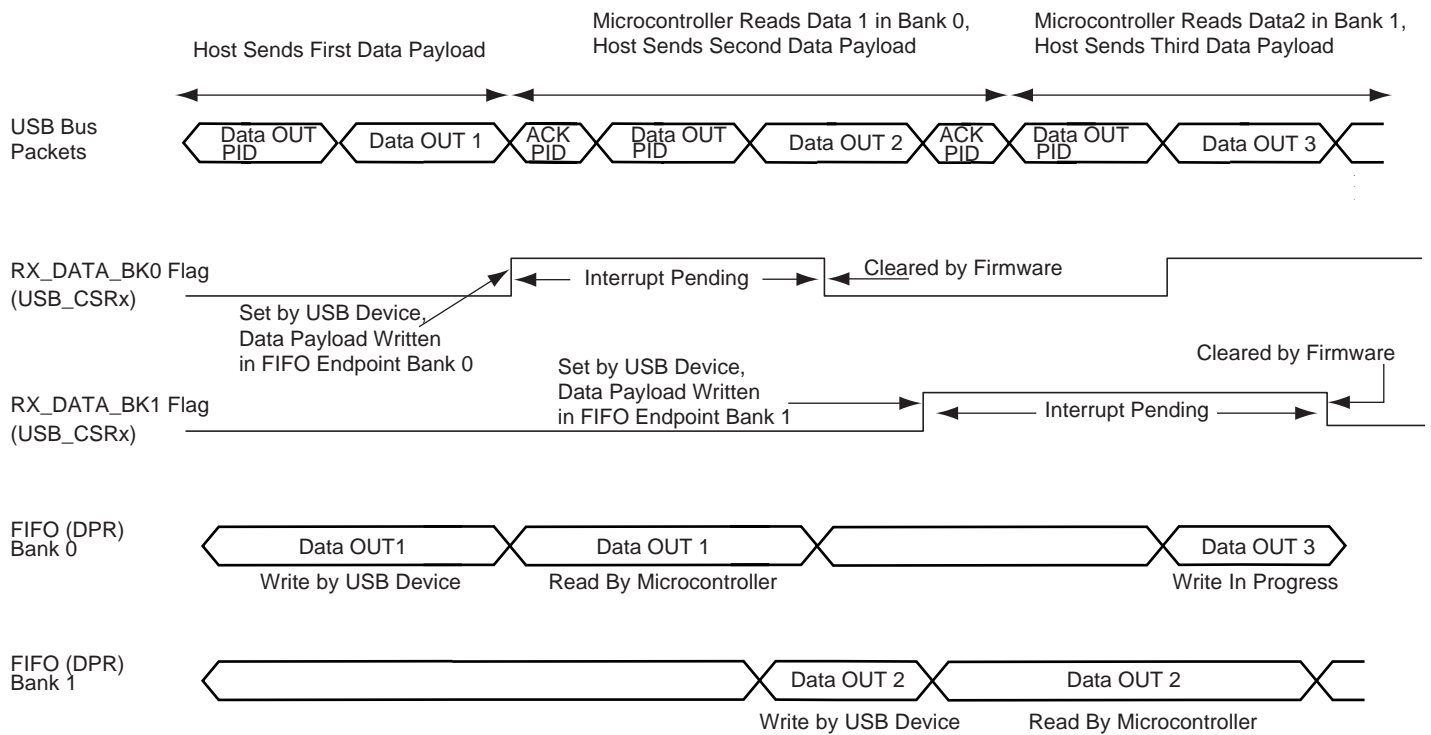 Host Sends First Data Payload
Microcontroller Reads Data 1 in Bank 0,
Host Sends Second Data Payload
Microcontroller Reads Data2 in Bank 1,
Host Sends Third Data Payload
USB Bus
Packets
Data OUT
PID
Data OUT 1
ACK
PID
Data OUT
PID
Data OUT 2
ACK
PID
Data OUT
PID
Data OUT 3
RX_DATA_BK0 Flag
(USB_CSRx)
Interrupt Pending
Cleared by Firmware
Set by USB Device,
Data Payload Written
in FIFO Endpoint Bank 0
RX_DATA_BK1 Flag
(USB_CSRx)
Set by USB Device,
Data Payload Written
in FIFO Endpoint Bank 1
Interrupt Pending
Cleared by Firmware
FIFO (DPR)
Bank 0
Data OUT1
Write by USB Device
Data OUT 1
Read By Microcontroller
Data OUT 3
Write In Progress
FIFO (DPR)
Bank 1
Data OUT 2
Write by USB Device
Data OUT 2
Read By Microcontroller